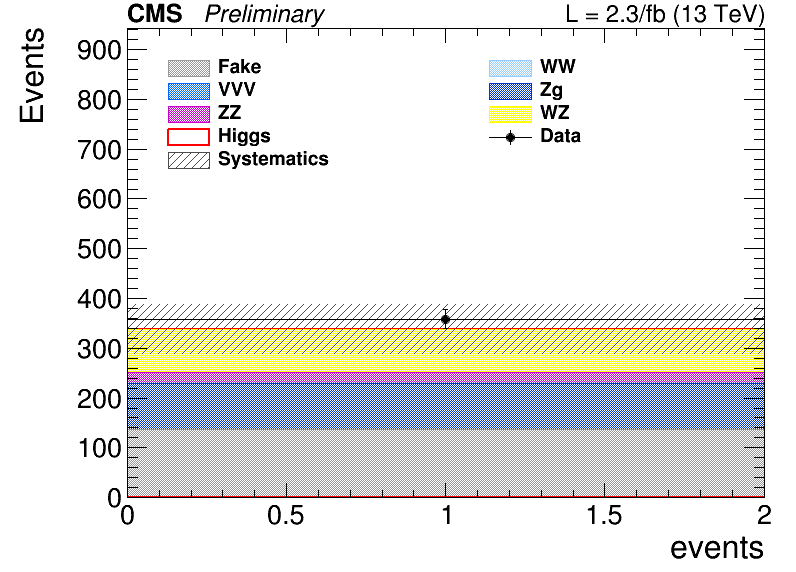 CMS Preliminary L = 2.3/fb (13 TeV)
Events
900
800
700
600
500
400
300
200
100
0
Fake WW
VVV Zg
ZZ WZ
Higgs Data
Systematics
0 0.5 1 1.5 2
events